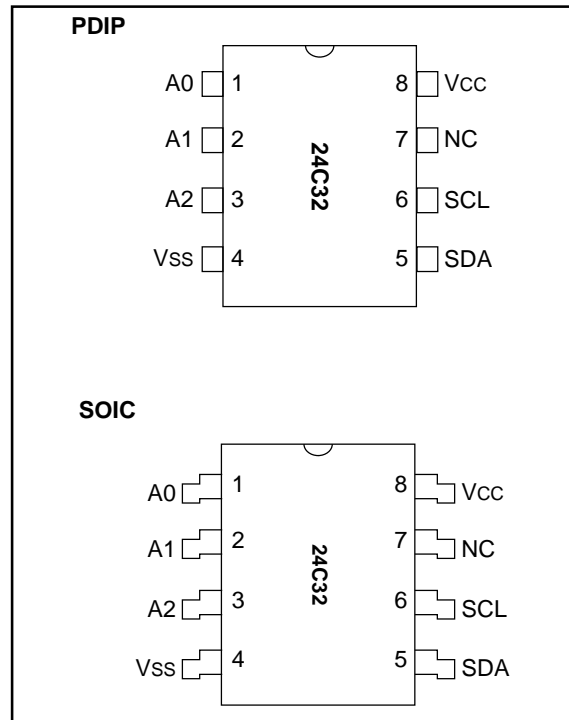 PDIP
A0 1 8 VCC
A1 2 7 NC
24C32
A2 3 6 SCL
VSS 4 5 SDA
SOIC
A0 1 8 VCC
A1 2 7 NC
24C32
A2 3 6 SCL
VSS 4 5 SDA